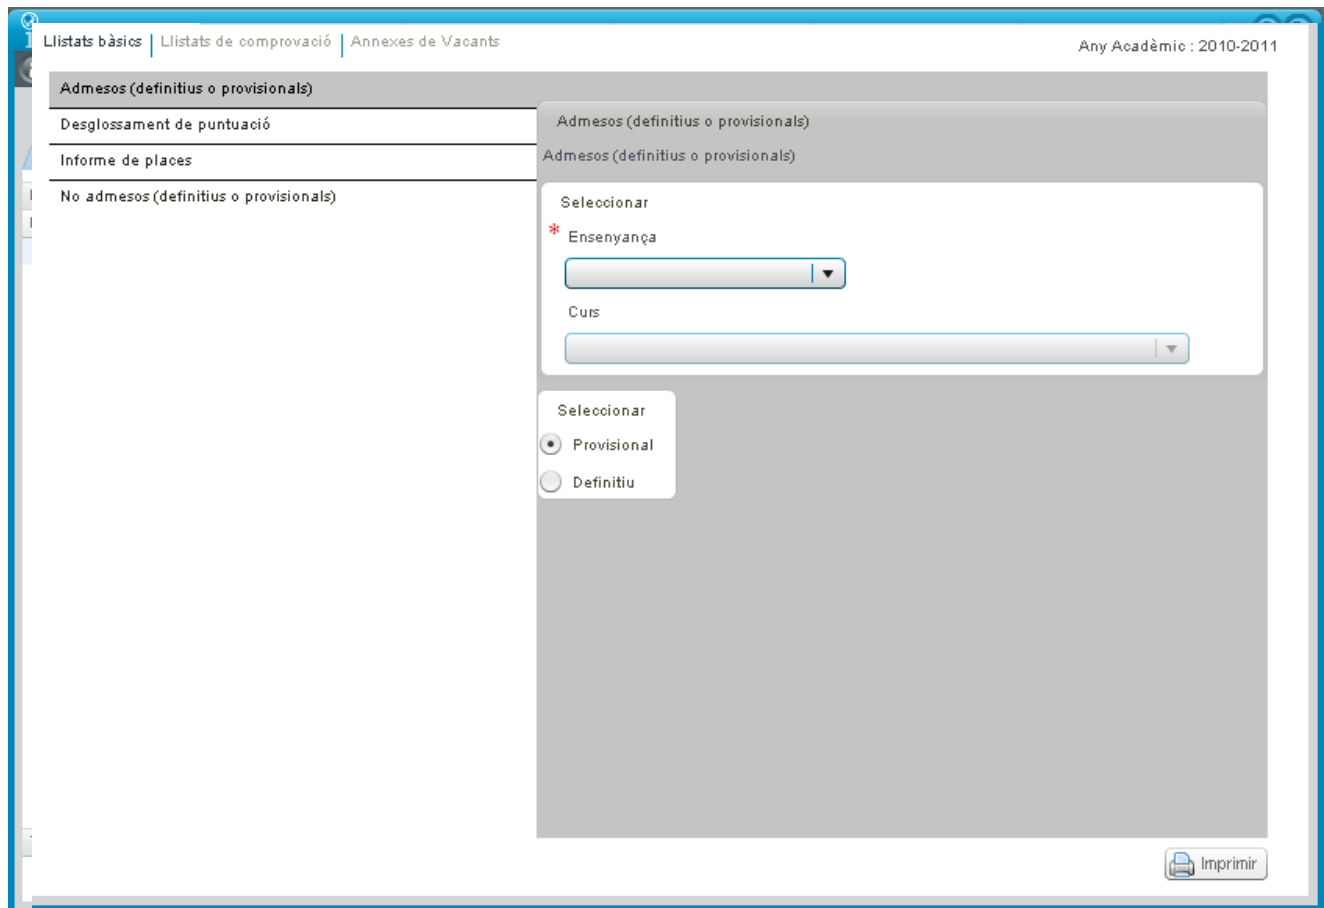 Llistats bàsics | Llistats de comprovació | Annexes de Vacants
Any Acadèmic : 2010-2011
Admesos (definitius o provisionals)
Desglossament de puntuació
Informe de places
No admesos (definitius o provisionals)
Admesos (definitius o provisionals)
Admesos (definitius o provisionals)
Seleccionar
* Ensenyança
Curs
Seleccionar
Provisional
Definitiu
Imprimir